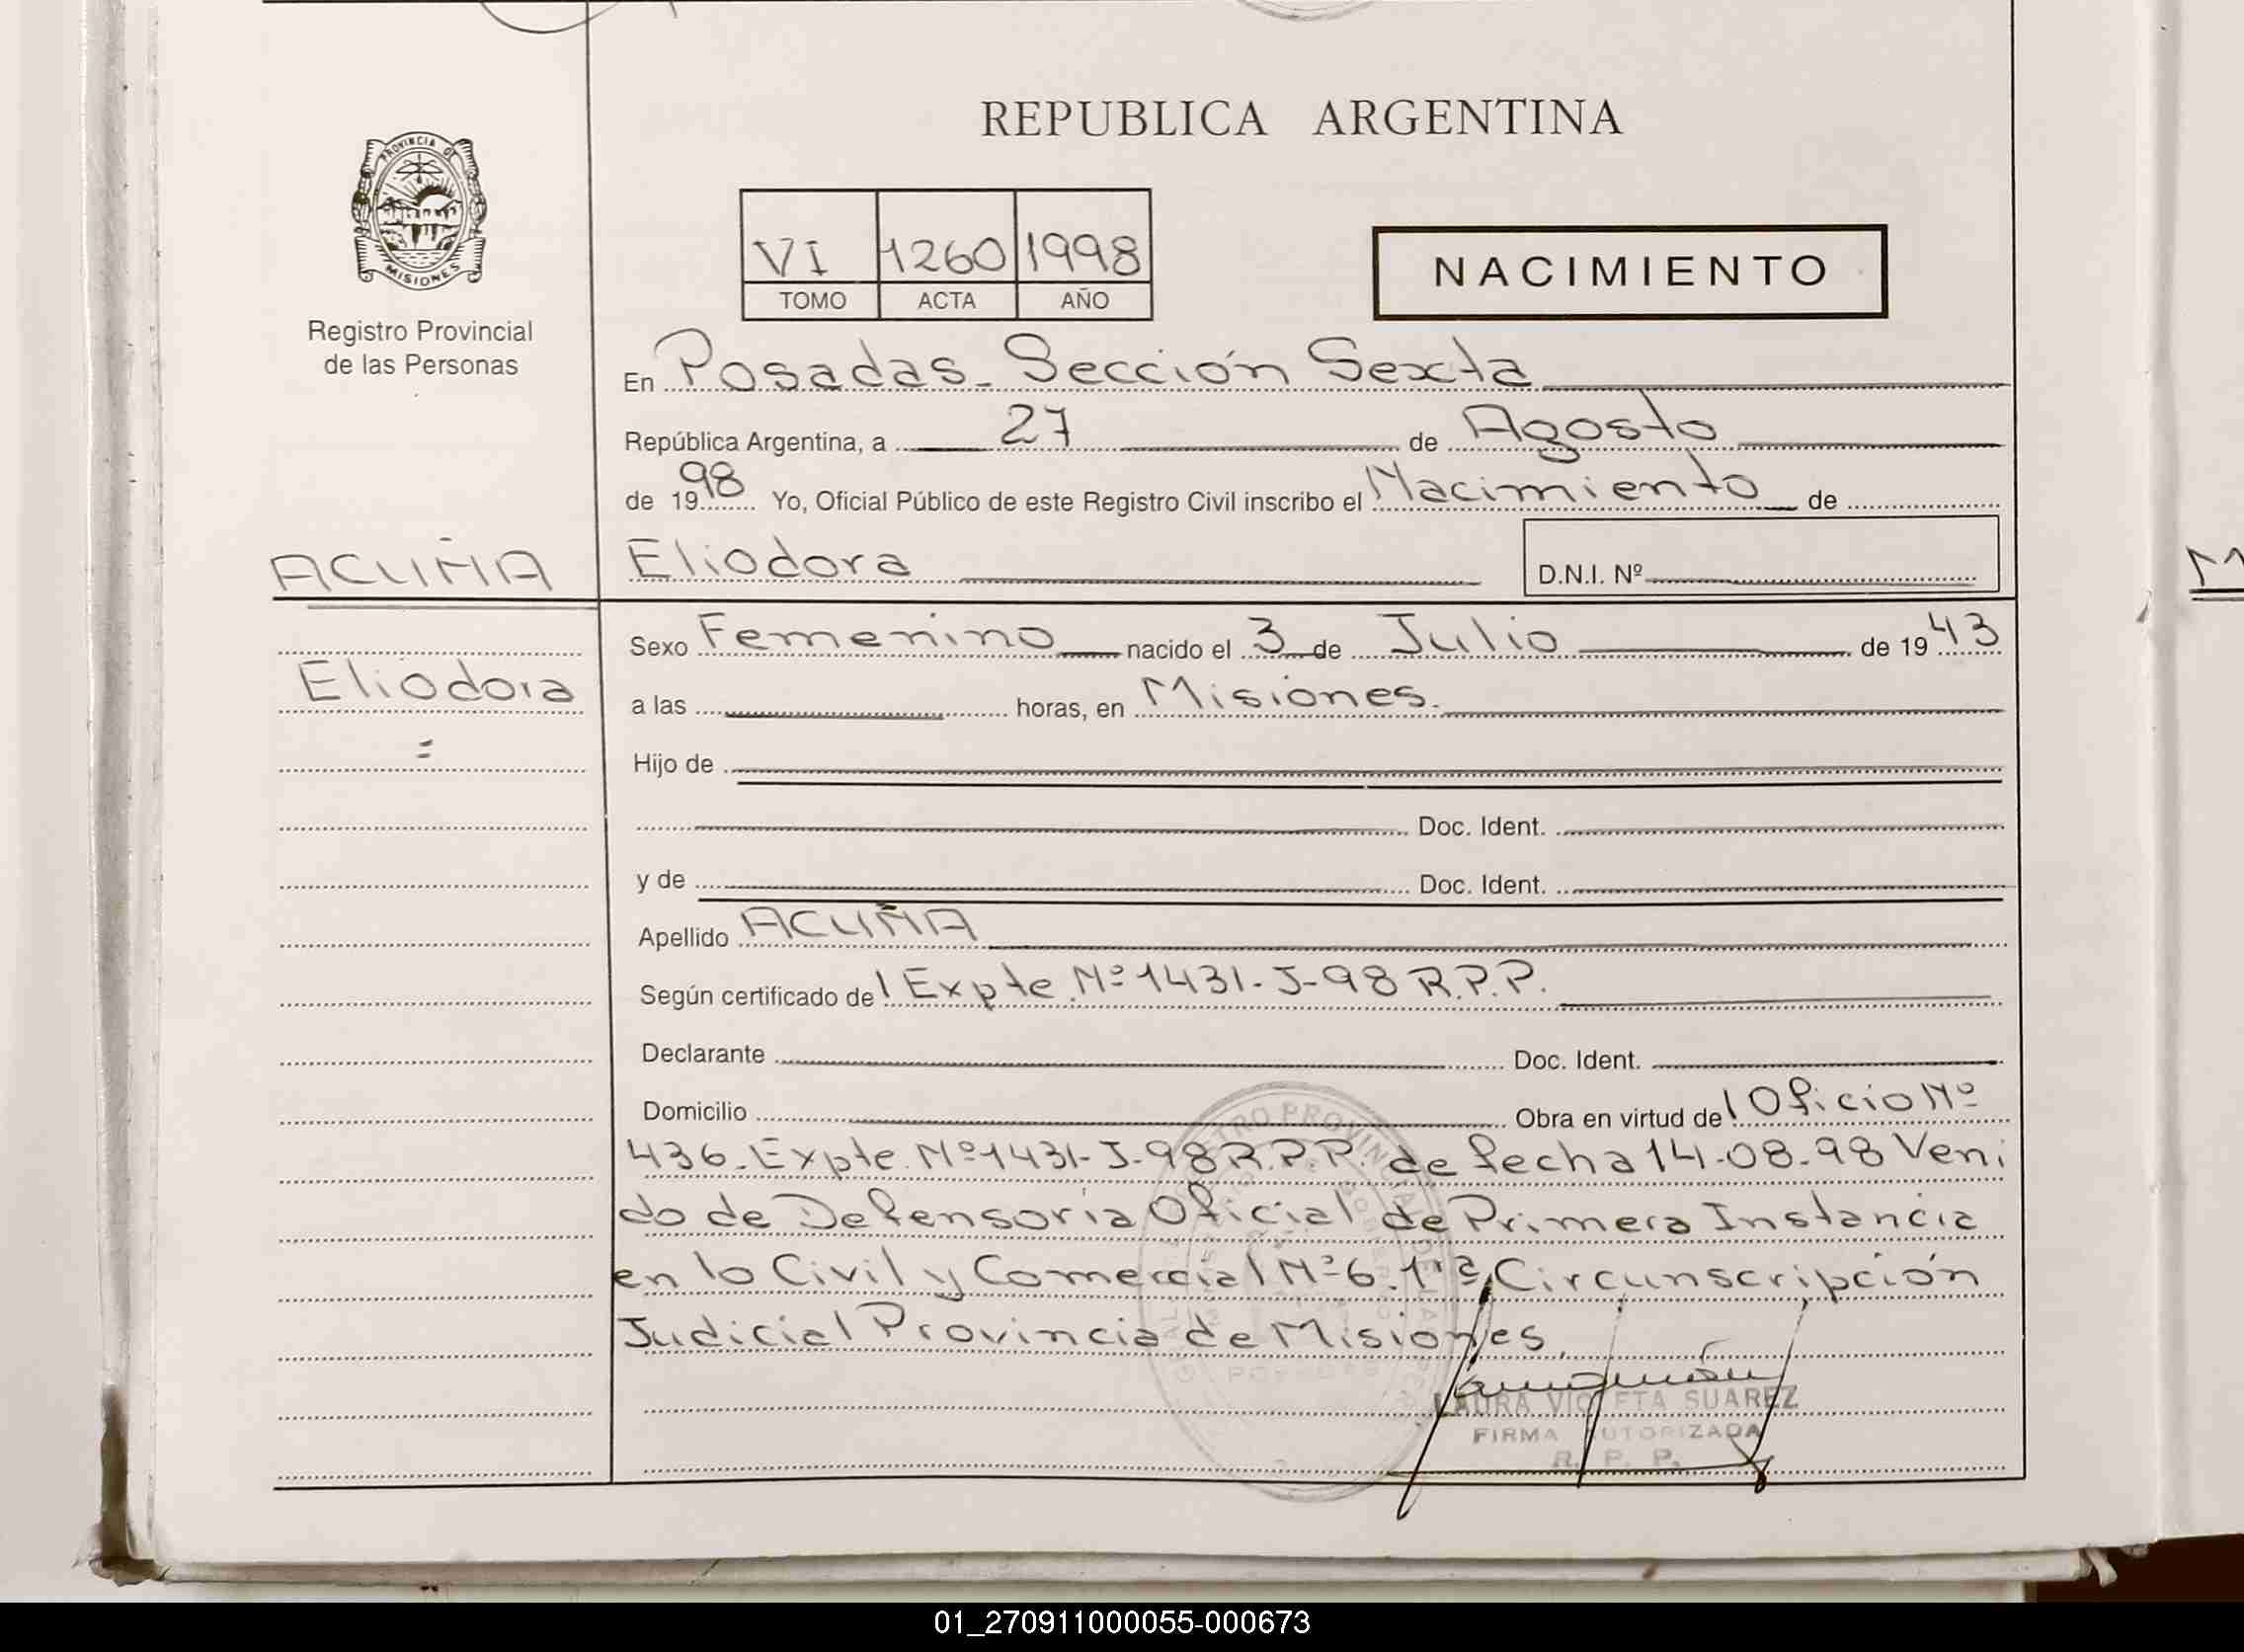 REPUBLICA ARGENTINA
PROVINCIA DE
MISIONES
Registro Provincial
de las Personas
VI 1260 1998
TOMO ACTA AÑO
NACIMIENTO
En Posadas. Sección Sexta
República Argentina, a 27 de Agosto
de 1998 Yo, Oficial Público de este Registro Civil inscribo el Nacimiento de
ACUÑA
Eliodora D.N.I. Nº
Eliodora
=
Sexo Femenino nacido el 3 de Julio de 1943
a las horas, en Misiones.
Hijo de
Doc. Ident.
y de Doc. Ident.
Apellido ACUÑA
Según certificado del Expte. Nº 1431-J-98 R.P.P.
Declarante Doc. Ident.
Domicilio Obra en virtud del Oficio Nº
436. Expte. Nº 1431-J-98 R.P.P. de fecha 14-08-98 Veni
do de Defensoría Oficial de Primera Instancia
en lo Civil y Comercial Nº 6. 1ra Circunscripción
Judicial Provincia de Misiones.
LAURA VIOLETA SUAREZ
FIRMA AUTORIZADA
R. P. P.
01_270911000055-000673